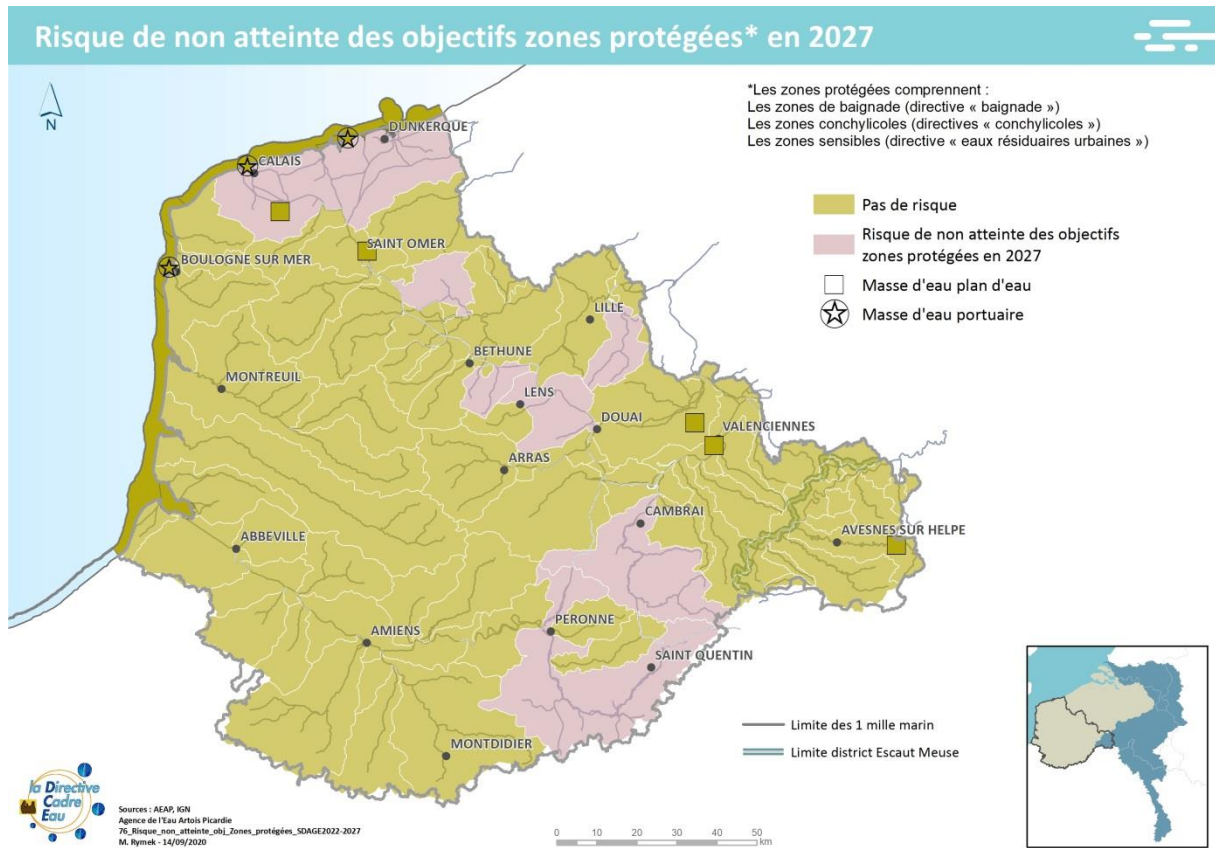 Risque de non atteinte des objectifs zones protégées* en 2027
*Les zones protégées comprennent :
Les zones de baignade (directive « baignade »)
Les zones conchylicoles (directives « conchylicoles »)
Les zones sensibles (directive « eaux résiduaires urbaines »)
N
DUNKERQUE
CALAIS
Pas de risque
Risque de non atteinte des objectifs
zones protégées en 2027
SAINT OMER
BOULOGNE SUR MER
Masse d'eau plan d'eau
LILLE
Masse d'eau portuaire
BETHUNE
MONTREUIL
LENS
DOUAI
VALENCIENNES
ARRAS
CAMBRAI
AVESNES SUR HELPE
ABBEVILLE
PERONNE
AMIENS
SAINT QUENTIN
Limite des 1 mille marin
MONTDIDIER
Limite district Escaut Meuse
la Directive
Cadre
Eau
Sources : AEAP, IGN
Agence de l'Eau Artois Picardie
76_Risque_non_atteinte_obj_Zones_protégées_SDAGE2022-2027
M. Rymek - 14/09/2020
0 10 20 30 40 50
km